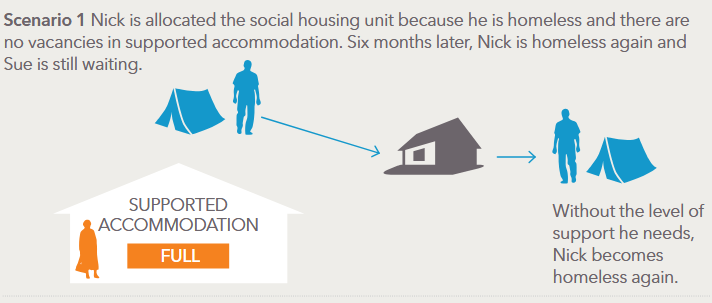 Scenario 1 Nick is allocated the social housing unit because he is homeless and there are
no vacancies in supported accommodation. Six months later, Nick is homeless again and
Sue is still waiting.
SUPPORTED
ACCOMMODATION
FULL
Without the level of
support he needs,
Nick becomes
homeless again.